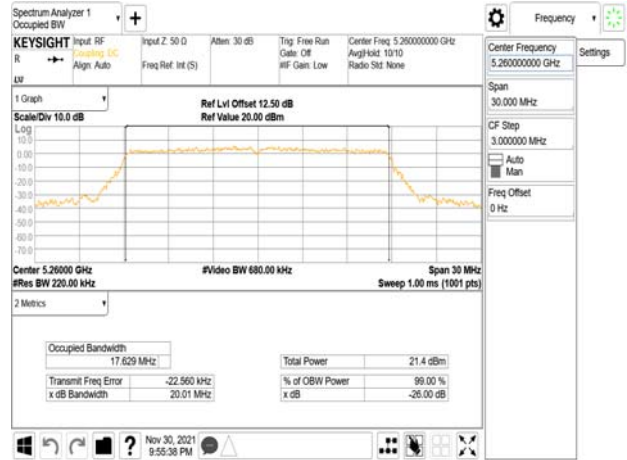 Spectrum Analyzer 1
Occupied BW
Frequency
KEYSIGHT
R
Input: RF
Coupling: DC
Align: Auto
Input Z: 50 Ω
Freq Ref: Int (S)
Atten: 30 dB
Trig: Free Run
Gate: Off
#IF Gain: Low
Center Freq: 5.260000000 GHz
Avg|Hold: 10/10
Radio Std: None
Center Frequency
5.260000000 GHz
Settings
Span
30.000 MHz
CF Step
3.000000 MHz
Auto
Man
Freq Offset
0 Hz
1 Graph
Scale/Div 10.0 dB
Ref Lvl Offset 12.50 dB
Ref Value 20.00 dBm
Log
10.0
0.00
-10.0
-20.0
-30.0
-40.0
-50.0
-60.0
-70.0
Center 5.26000 GHz
#Res BW 220.00 kHz
#Video BW 680.00 kHz
Span 30 MHz
Sweep 1.00 ms (1001 pts)
2 Metrics
Occupied Bandwidth
17.629 MHz
Transmit Freq Error -22.560 kHz
x dB Bandwidth 20.01 MHz
Total Power 21.4 dBm
% of OBW Power 99.00 %
x dB -26.00 dB
?
Nov 30, 2021
9:55:38 PM